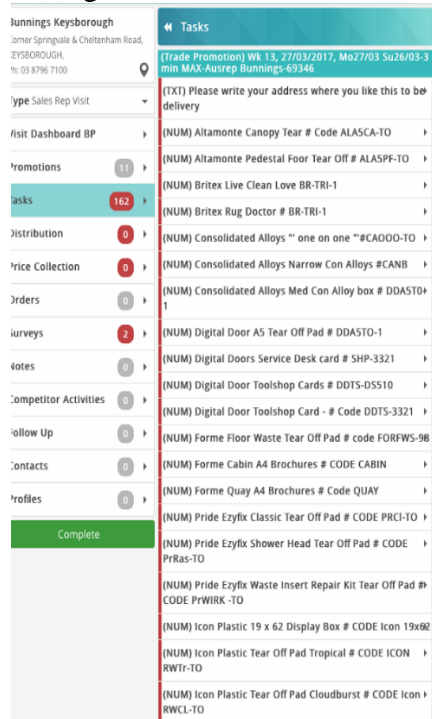 Bunnings Keysborough
Corner Springvale & Cheltenham Road,
KEYSBOROUGH,
Ph: 03 8796 7100
Type Sales Rep Visit
Visit Dashboard BP
Promotions 11
Tasks 162
Distribution 0
Price Collection 0
Orders 0
Surveys 2
Notes 0
Competitor Activities 0
Follow Up 0
Contacts 0
Profiles 0
Complete
Tasks
(Trade Promotion) Wk 13, 27/03/2017, Mo27/03 Su26/03-3
min MAX-Ausrep Bunnings-69346
(TXT) Please write your address where you like this to be
delivery
(NUM) Altamonte Canopy Tear # Code ALA5CA-TO
(NUM) Altamonte Pedestal Foor Tear Off # ALA5PF-TO
(NUM) Britex Live Clean Love BR-TRI-1
(NUM) Britex Rug Doctor # BR-TRI-1
(NUM) Consolidated Alloys "' one on one "'#CAOOO-TO
(NUM) Consolidated Alloys Narrow Con Alloys #CANB
(NUM) Consolidated Alloys Med Con Alloy box # DDA5T0
1
(NUM) Digital Door A5 Tear Off Pad # DDA5TO-1
(NUM) Digital Doors Service Desk card # SHP-3321
(NUM) Digital Door Toolshop Cards # DDTS-DS510
(NUM) Digital Door Toolshop Card - # Code DDTS-3321
(NUM) Forme Floor Waste Tear Off Pad # code FORFWS-98
(NUM) Forme Cabin A4 Brochures # CODE CABIN
(NUM) Forme Quay A4 Brochures # Code QUAY
(NUM) Pride Ezyfix Classic Tear Off Pad # CODE PRCI-TO
(NUM) Pride Ezyfix Shower Head Tear Off Pad # CODE
PrRas-TO
(NUM) Pride Ezyfix Waste Insert Repair Kit Tear Off Pad #
CODE PrWIRK -TO
(NUM) Icon Plastic 19 x 62 Display Box # CODE Icon 19x62
(NUM) Icon Plastic Tear Off Pad Tropical # CODE ICON
RWTr-TO
(NUM) Icon Plastic Tear Off Pad Cloudburst # CODE Icon
RWCL-TO